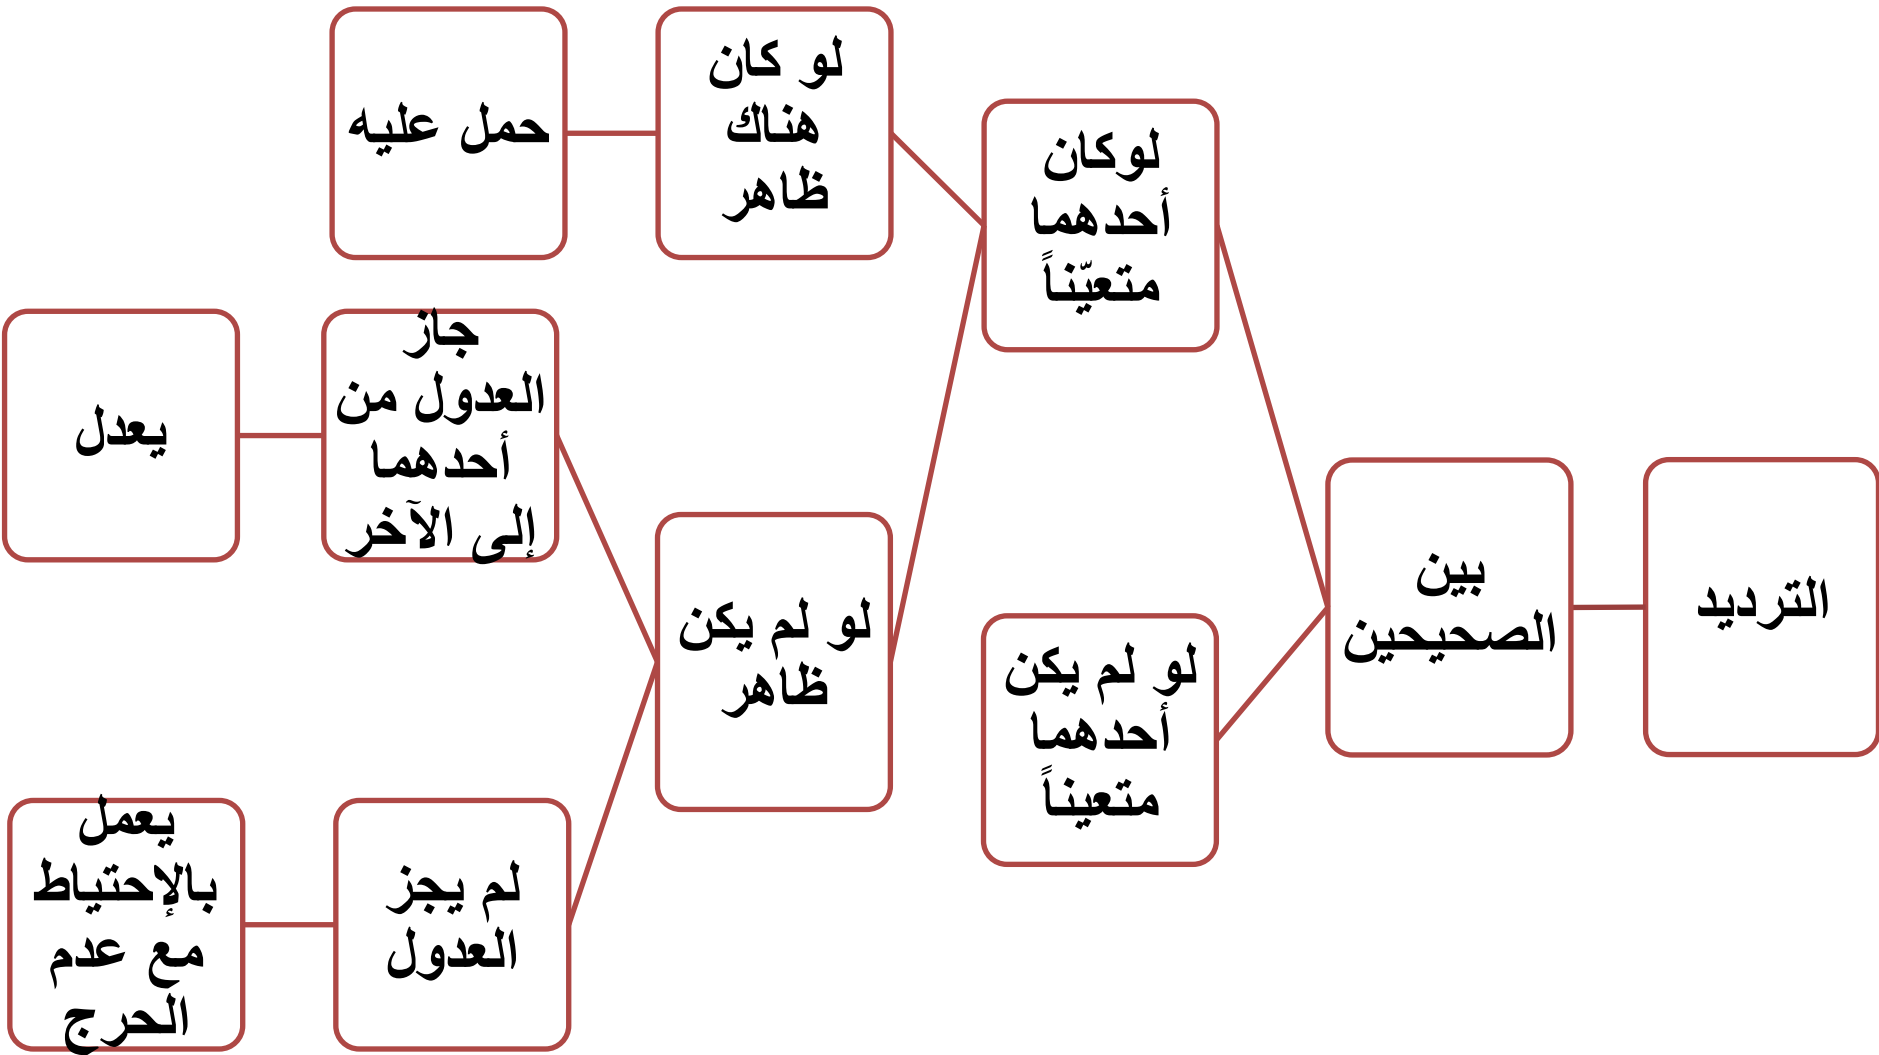 الترديد
بين
الصحيحين
لوكان
أحدهما
متعيّناً
لو كان
هناك
ظاهر
حمل عليه
لو لم يكن
ظاهر
جاز
العدول من
أحدهما
إلى الآخر
يعدل
لم يجز
العدول
يعمل
بالإحتياط
مع عدم
الحرج
لو لم يكن
أحدهما
متعيناً